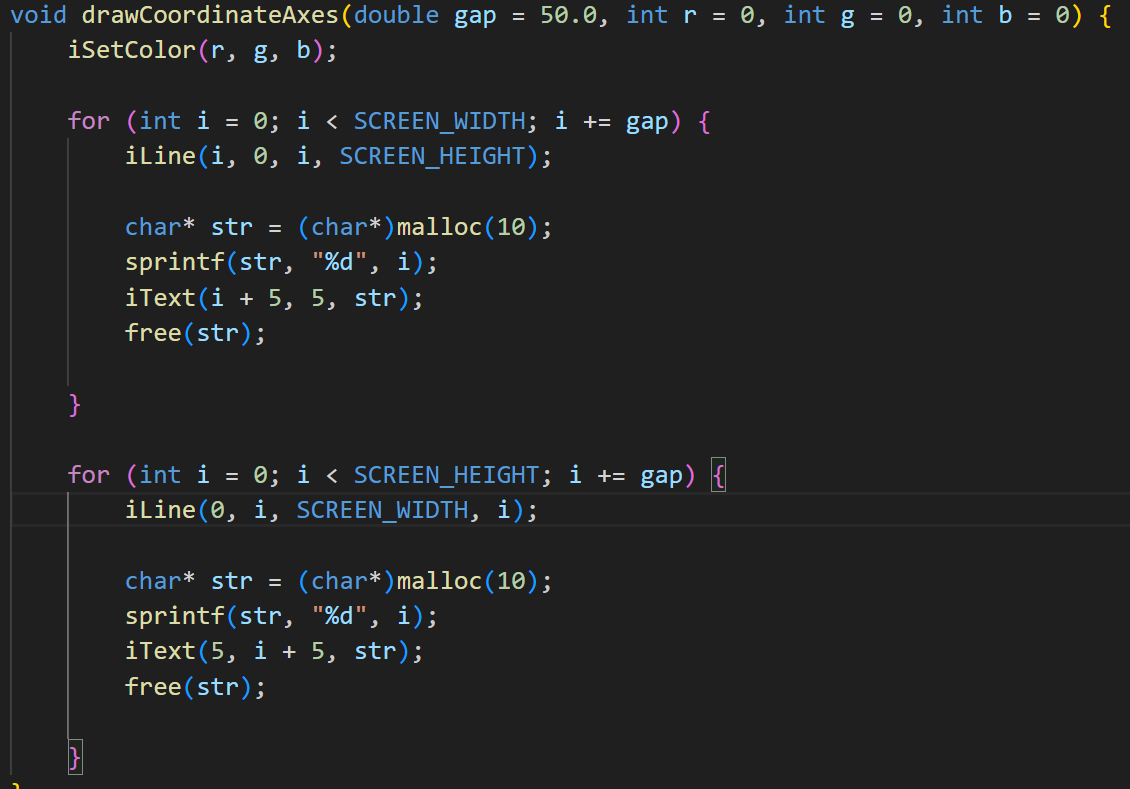 void drawCoordinateAxes(double gap = 50.0, int r = 0, int g = 0, int b = 0) {
    iSetColor(r, g, b);

    for (int i = 0; i < SCREEN_WIDTH; i += gap) {
        iLine(i, 0, i, SCREEN_HEIGHT);

        char* str = (char*)malloc(10);
        sprintf(str, "%d", i);
        iText(i + 5, 5, str);
        free(str);

    }

    for (int i = 0; i < SCREEN_HEIGHT; i += gap) {
        iLine(0, i, SCREEN_WIDTH, i);

        char* str = (char*)malloc(10);
        sprintf(str, "%d", i);
        iText(5, i + 5, str);
        free(str);

    }
}